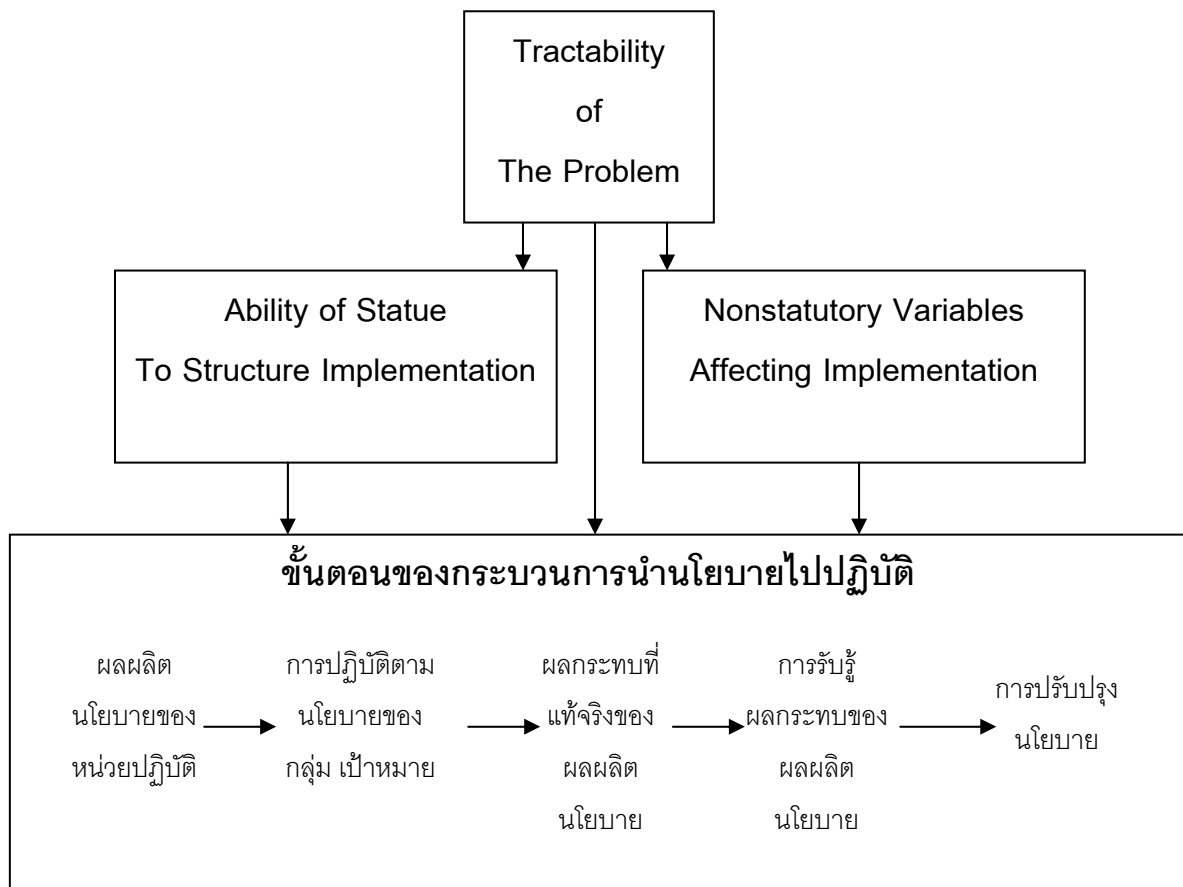 Tractability
of
The Problem
Ability of Statue
To Structure Implementation
Nonstatutory Variables
Affecting Implementation
ขั้นตอนของกระบวนการนำนโยบายไปปฏิบัติ
ผลผลิต
นโยบายของ
หน่วยปฏิบัติ
การปฏิบัติตาม
นโยบายของ
กลุ่ม เป้าหมาย
ผลกระทบที่
แท้จริงของ
ผลผลิต
นโยบาย
การรับรู้
ผลกระทบของ
ผลผลิต
นโยบาย
การปรับปรุง
นโยบาย